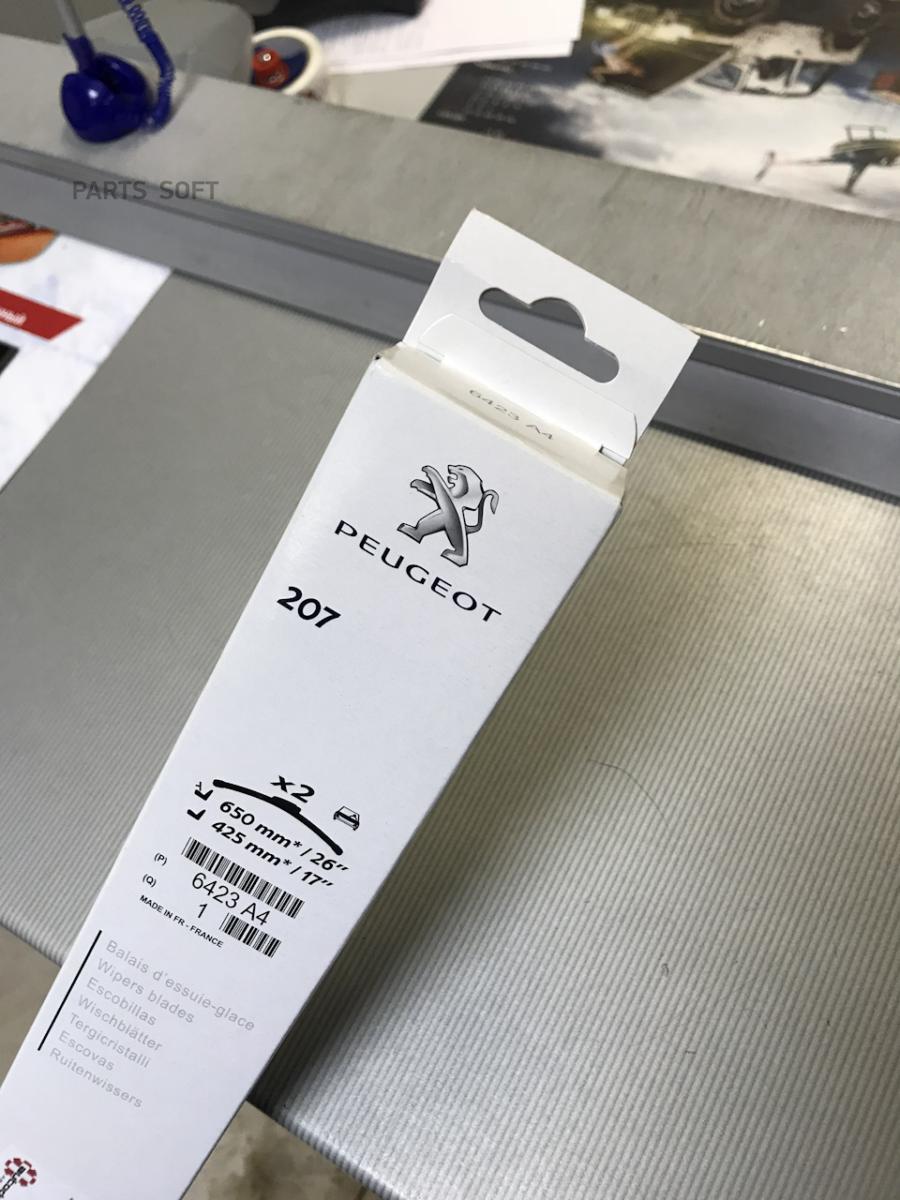 PARTS SOFT
6423 A4
PEUGEOT
207
x2
650 mm* / 26"
425 mm* / 17"
(P)
6423 A4
(Q)
1
MADE IN FR - FRANCE
Balais d'essuie-glace
Wipers blades
Escobillas
Wischblätter
Tergicristalli
Escovas
Ruitenwissers